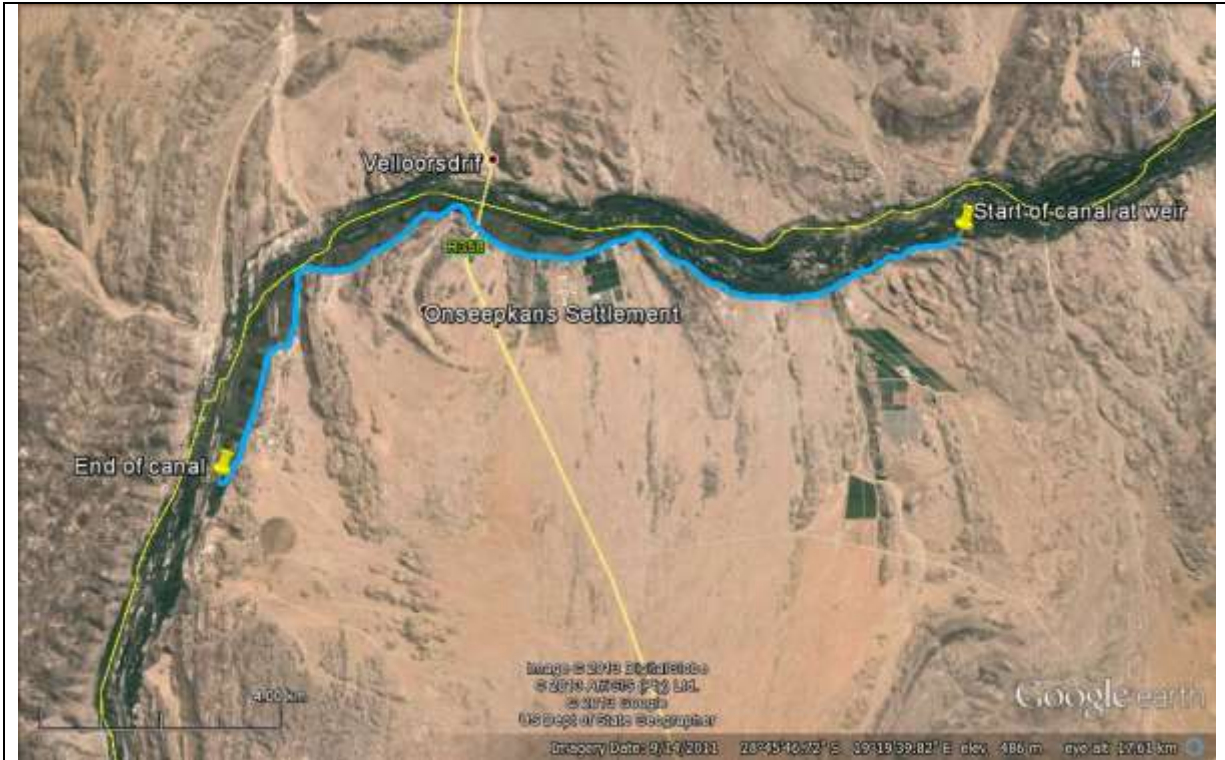 Velloorsdrif
Start of canal at weir
R358
Onseepkans Settlement
End of canal
Image © 2013 DigitalGlobe
© 2013 AfriGIS (Pty) Ltd.
© 2013 Google
US Dept of State Geographer
4.00 km
Google earth
Imagery Date: 9/14/2011 28°45'46.72" S 19°19'39.82" E elev 486 m eye alt 17.61 km
N